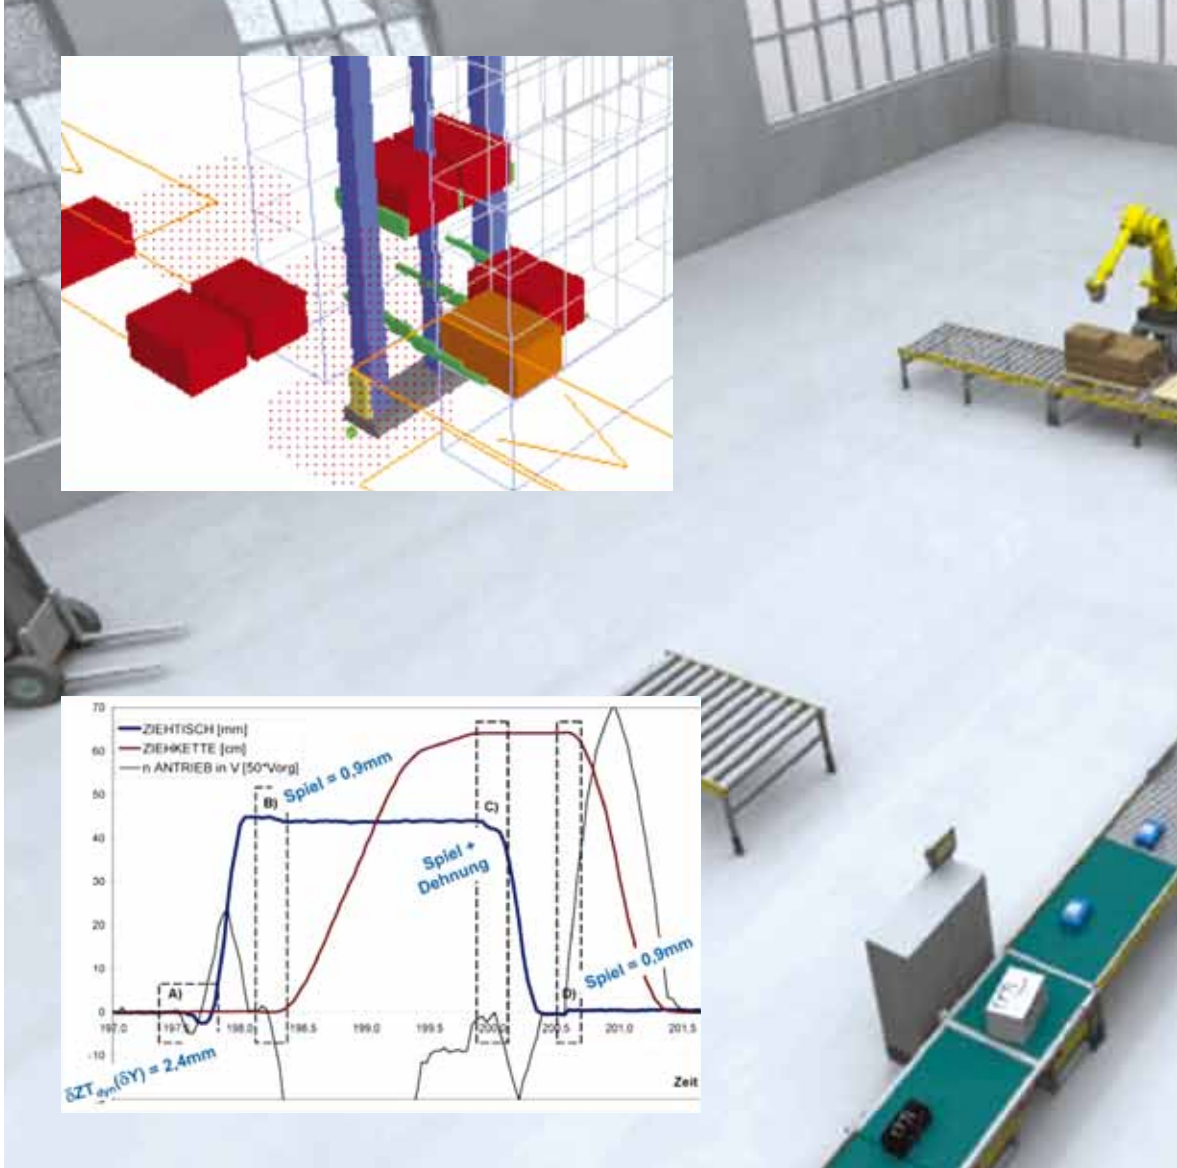 70
ZIEHTISCH [mm]
60
ZIEHKETTE [cm]
n ANTRIEB in V [50*Vorg]
Spiel = 0,9mm
50
B)
C)
40
Spiel +
Dehnung
30
20
Spiel = 0,9mm
10
A)
D)
0
197.0
198.0
198.5
199.0
199.5
200.0
200.5
201.0
201,5
-10
δZT dyn (δY) = 2,4mm
Zeit